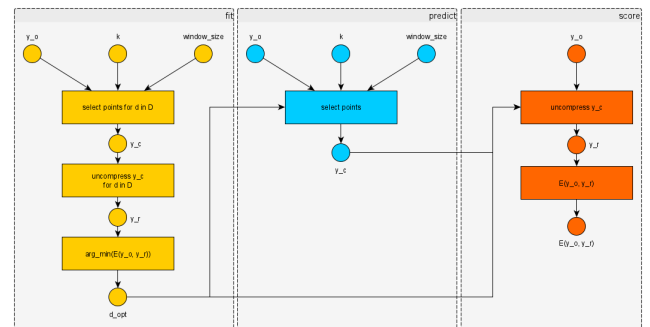 fit
y_o
k
window_size
select points for d in D
y_c
uncompress y_c
for d in D
y_r
arg_min(E(y_o, y_r))
d_opt
predict
y_o
k
window_size
select points
y_c
score
y_o
uncompress y_c
y_r
E(y_o, y_r)
E(y_o, y_r)